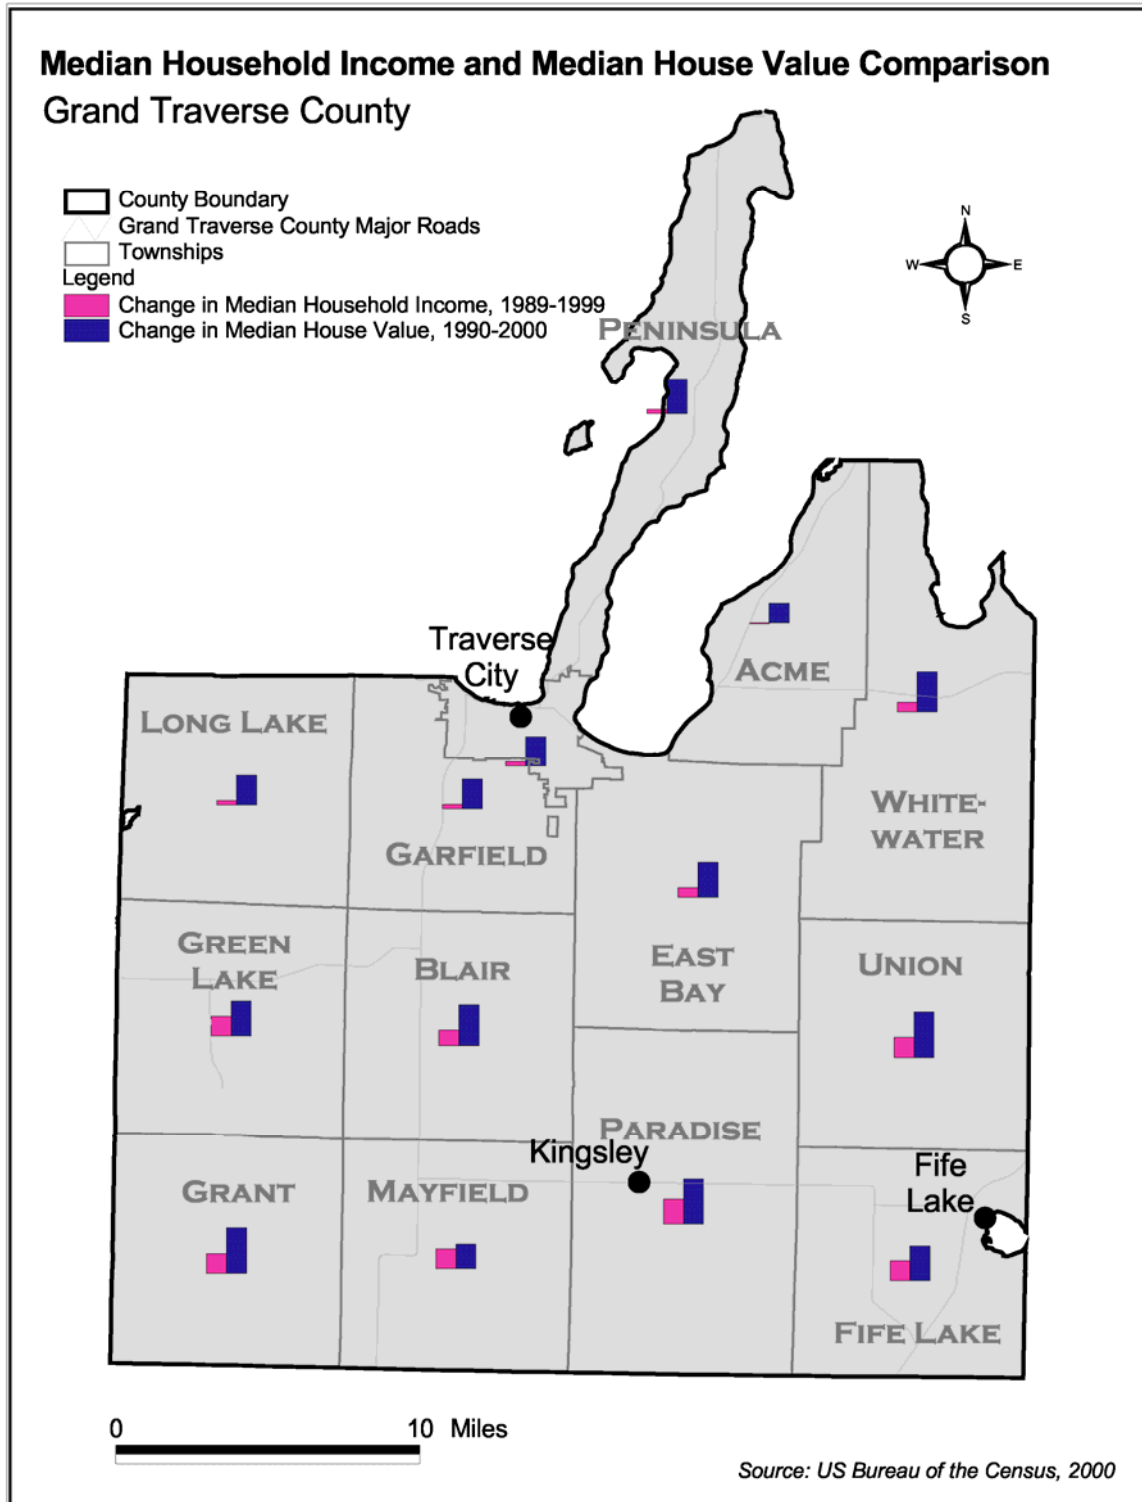 Median Household Income and Median House Value Comparison
Grand Traverse County
County Boundary
Grand Traverse County Major Roads
Townships
Legend
Change in Median Household Income, 1989-1999
Change in Median House Value, 1990-2000
N
W
E
S
PENINSULA
Traverse
City
ACME
LONG LAKE
GARFIELD
WHITE-
WATER
GREEN
LAKE
BLAIR
EAST
BAY
UNION
PARADISE
Kingsley
Fife
Lake
GRANT
MAYFIELD
FIFE LAKE
0
10 Miles
Source: US Bureau of the Census, 2000